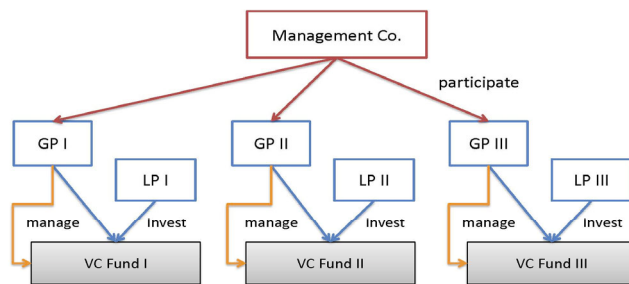 Management Co.
participate
GP I
GP II
GP III
LP I
LP II
LP III
manage
Invest
manage
Invest
manage
Invest
VC Fund I
VC Fund II
VC Fund III